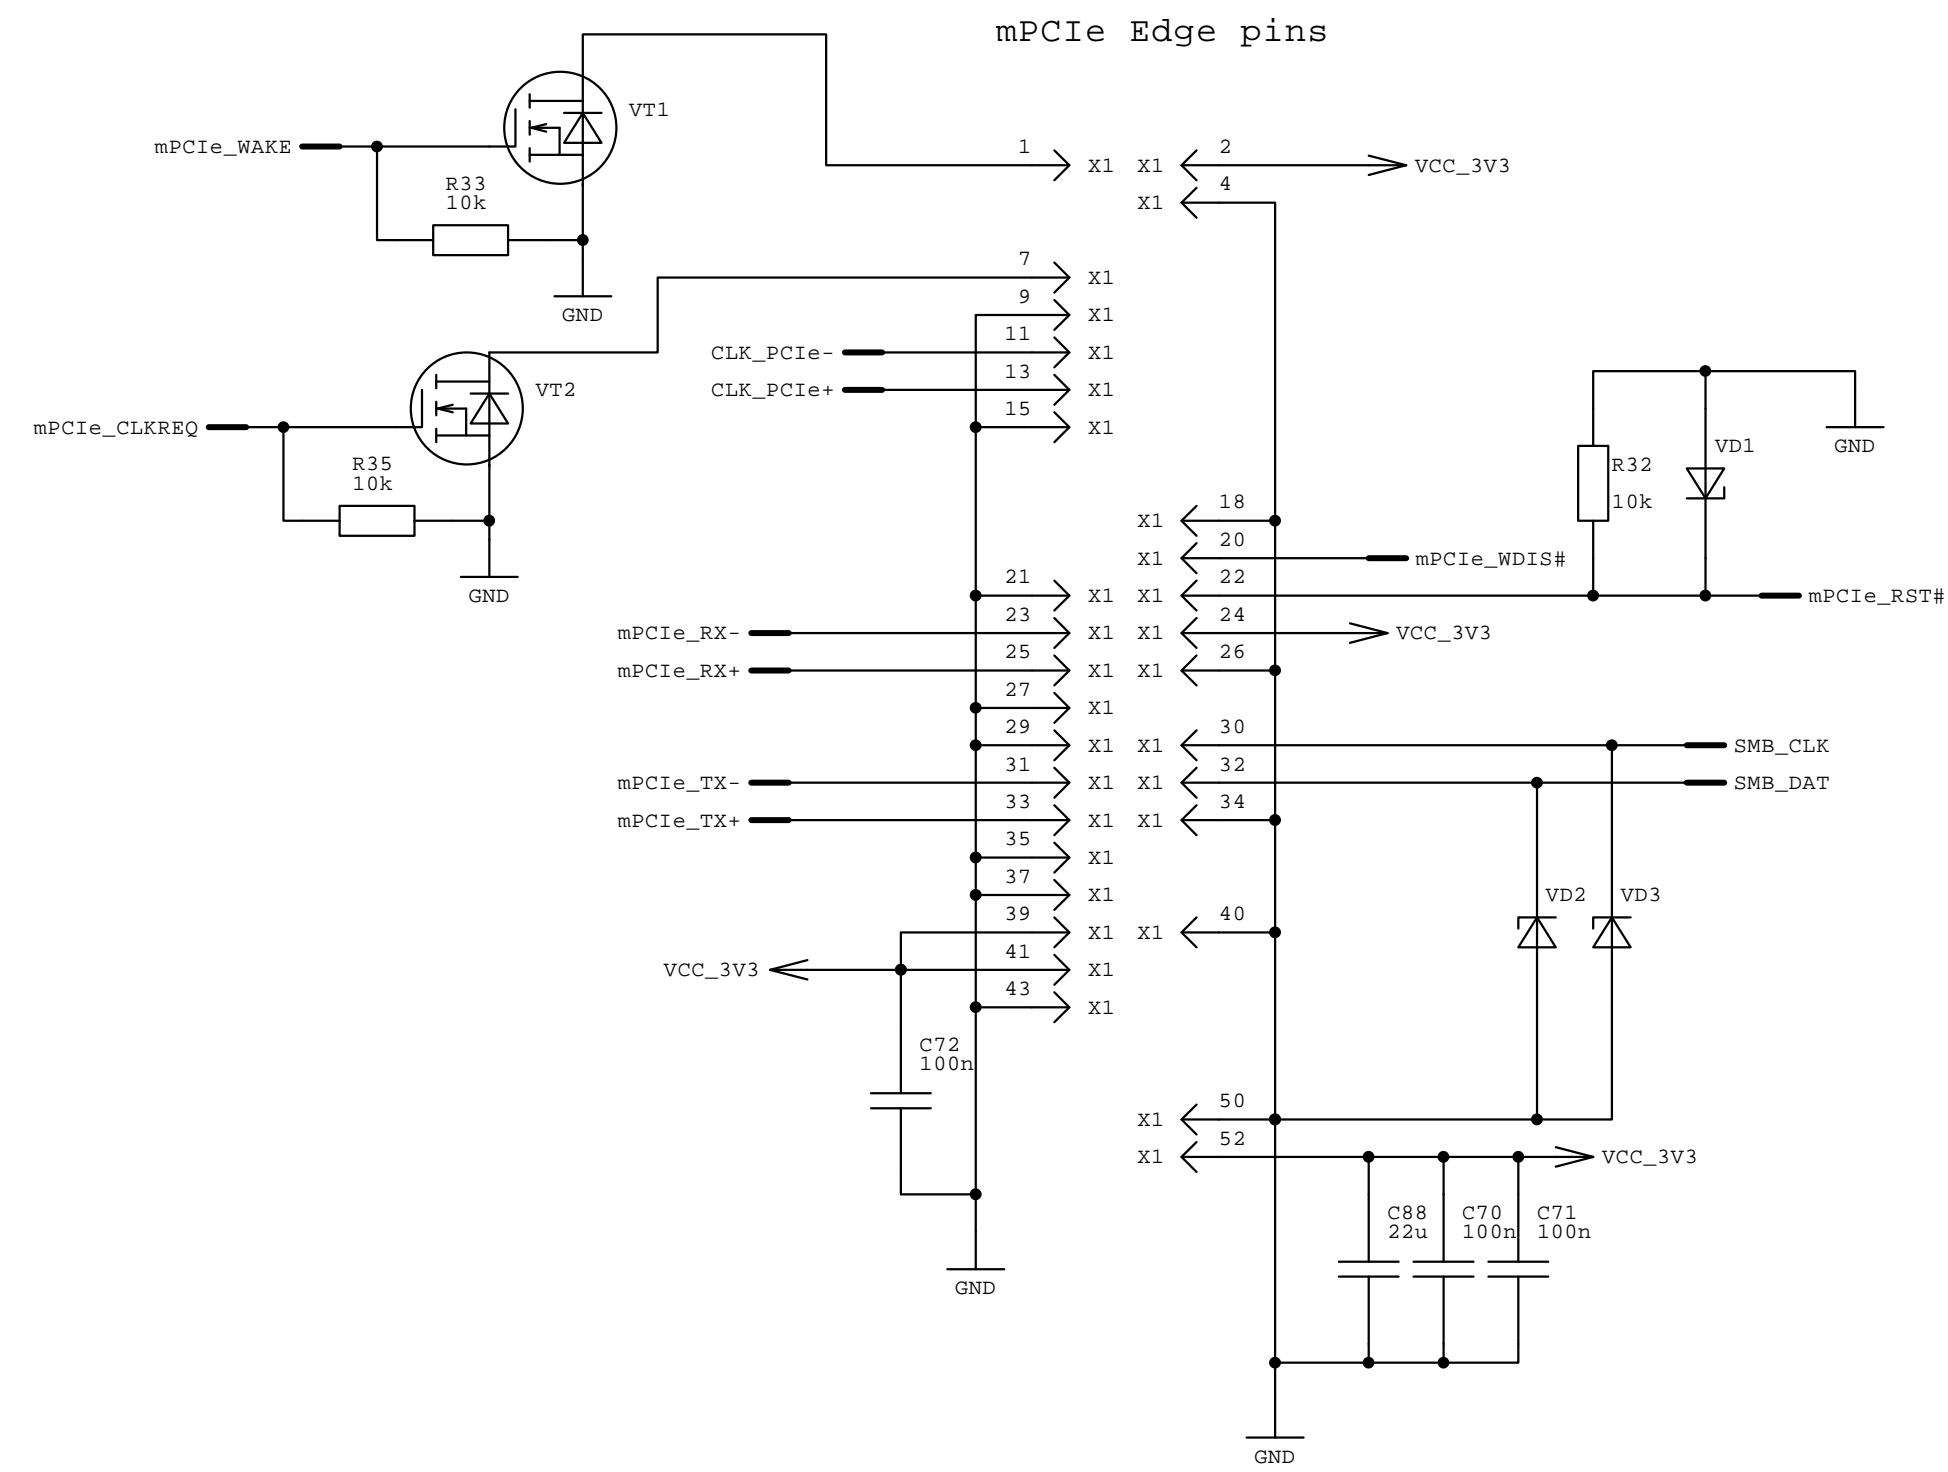 mPCIe Edge pins
VT1
mPCIe_WAKE
R33
10k
GND
1 X1
X1 2 VCC_3V3
X1 4
7 X1
9 X1
CLK_PCIe- 11 X1
CLK_PCIe+ 13 X1
15 X1
VT2
mPCIe_CLKREQ
R35
10k
GND
R32
10k
VD1
GND
X1 18
X1 20 mPCIe_WDIS#
21 X1
X1 22 mPCIe_RST#
mPCIe_RX- 23 X1
X1 24 VCC_3V3
mPCIe_RX+ 25 X1
X1 26
27 X1
29 X1
X1 30 SMB_CLK
mPCIe_TX- 31 X1
X1 32 SMB_DAT
mPCIe_TX+ 33 X1
X1 34
35 X1
37 X1
VD2
VD3
39 X1
X1 40
VCC_3V3 41 X1
43 X1
C72
100n
X1 50
X1 52 VCC_3V3
C88
22u
C70
100n
C71
100n
GND
GND